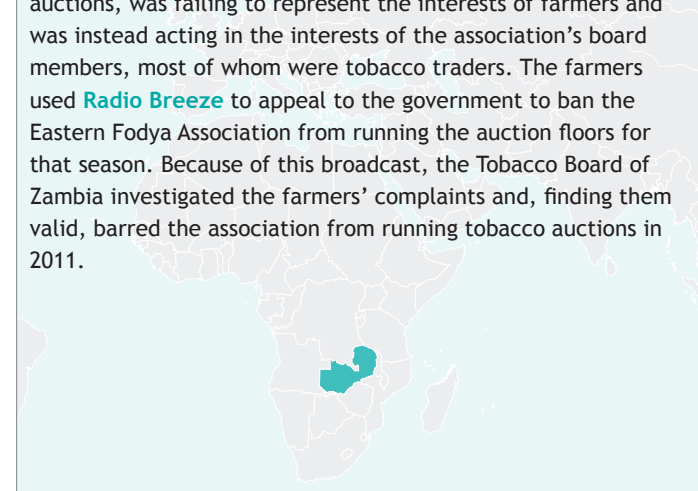 auctions, was failing to represent the interests of farmers and
was instead acting in the interests of the association’s board
members, most of whom were tobacco traders. The farmers
used Radio Breeze to appeal to the government to ban the
Eastern Fodya Association from running the auction floors for
that season. Because of this broadcast, the Tobacco Board of
Zambia investigated the farmers’ complaints and, finding them
valid, barred the association from running tobacco auctions in
2011.